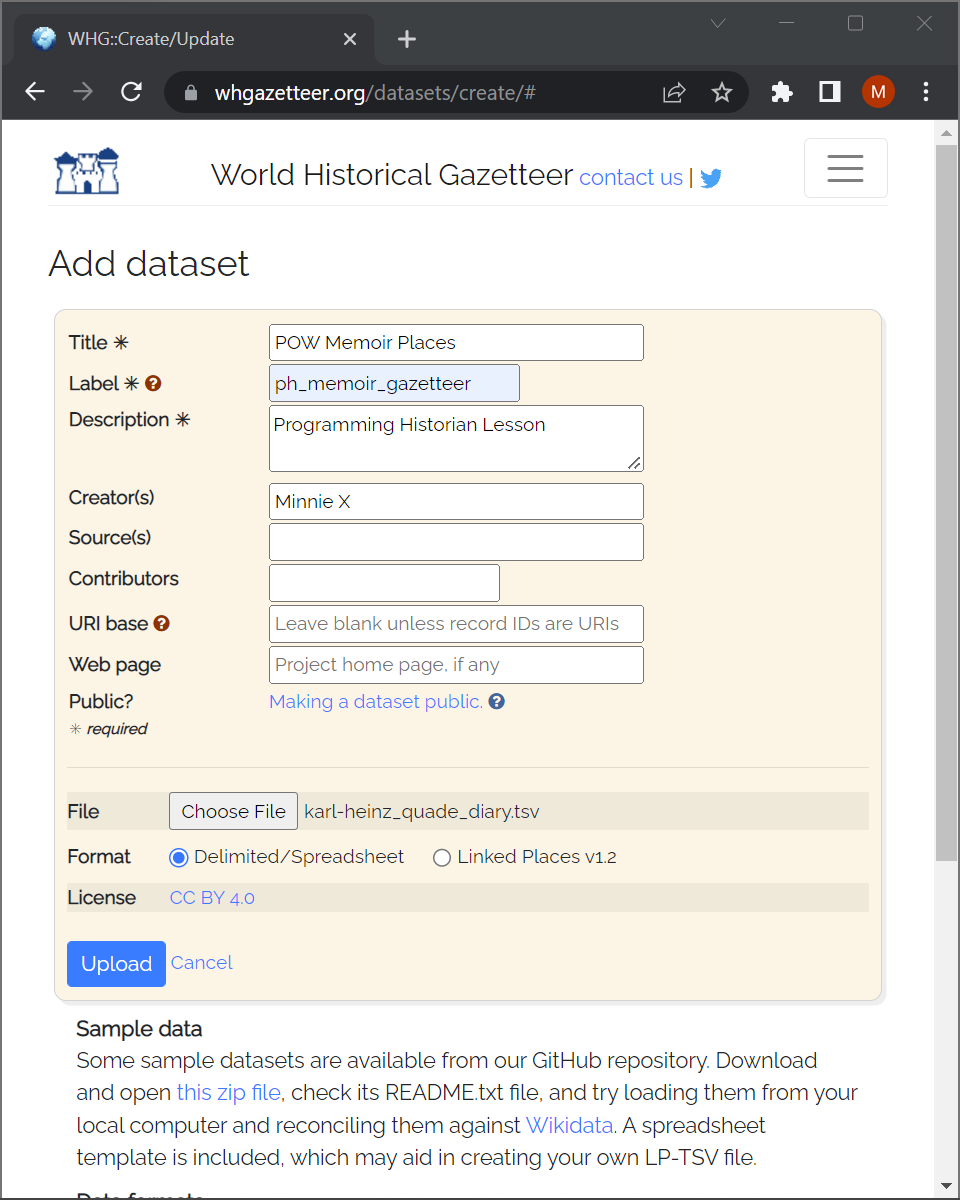 WHG::Create/Update
whgazetteer.org/datasets/create/#
M
World Historical Gazetteer contact us |
Add dataset
Title ✳ POW Memoir Places
Label ✳ ph_memoir_gazetteer
Description ✳ Programming Historian Lesson
Creator(s) Minnie X
Source(s)
Contributors
URI base Leave blank unless record IDs are URIs
Web page Project home page, if any
Public? Making a dataset public.
✳ required
File Choose File karl-heinz_quade_diary.tsv
Format Delimited/Spreadsheet Linked Places v1.2
License CC BY 4.0
Upload Cancel
Sample data
Some sample datasets are available from our GitHub repository. Download
and open this zip file, check its README.txt file, and try loading them from your
local computer and reconciling them against Wikidata. A spreadsheet
template is included, which may aid in creating your own LP-TSV file.
Data formats